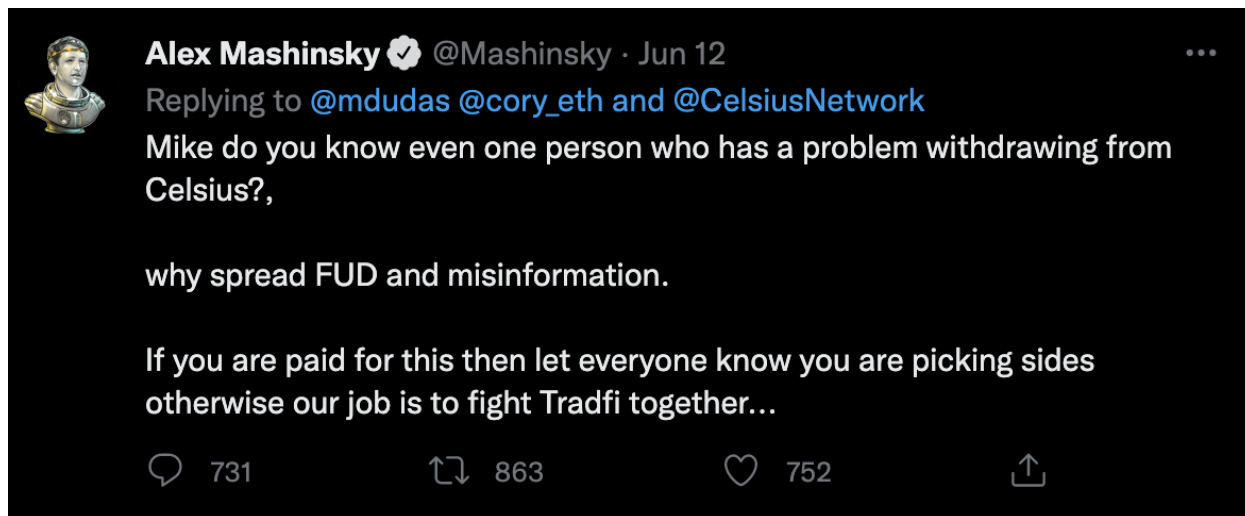 Alex Mashinsky @Mashinsky · Jun 12
Replying to @mdudas @cory_eth and @CelsiusNetwork
Mike do you know even one person who has a problem withdrawing from
Celsius?,
why spread FUD and misinformation.
If you are paid for this then let everyone know you are picking sides
otherwise our job is to fight Tradfi together...
731 863 752